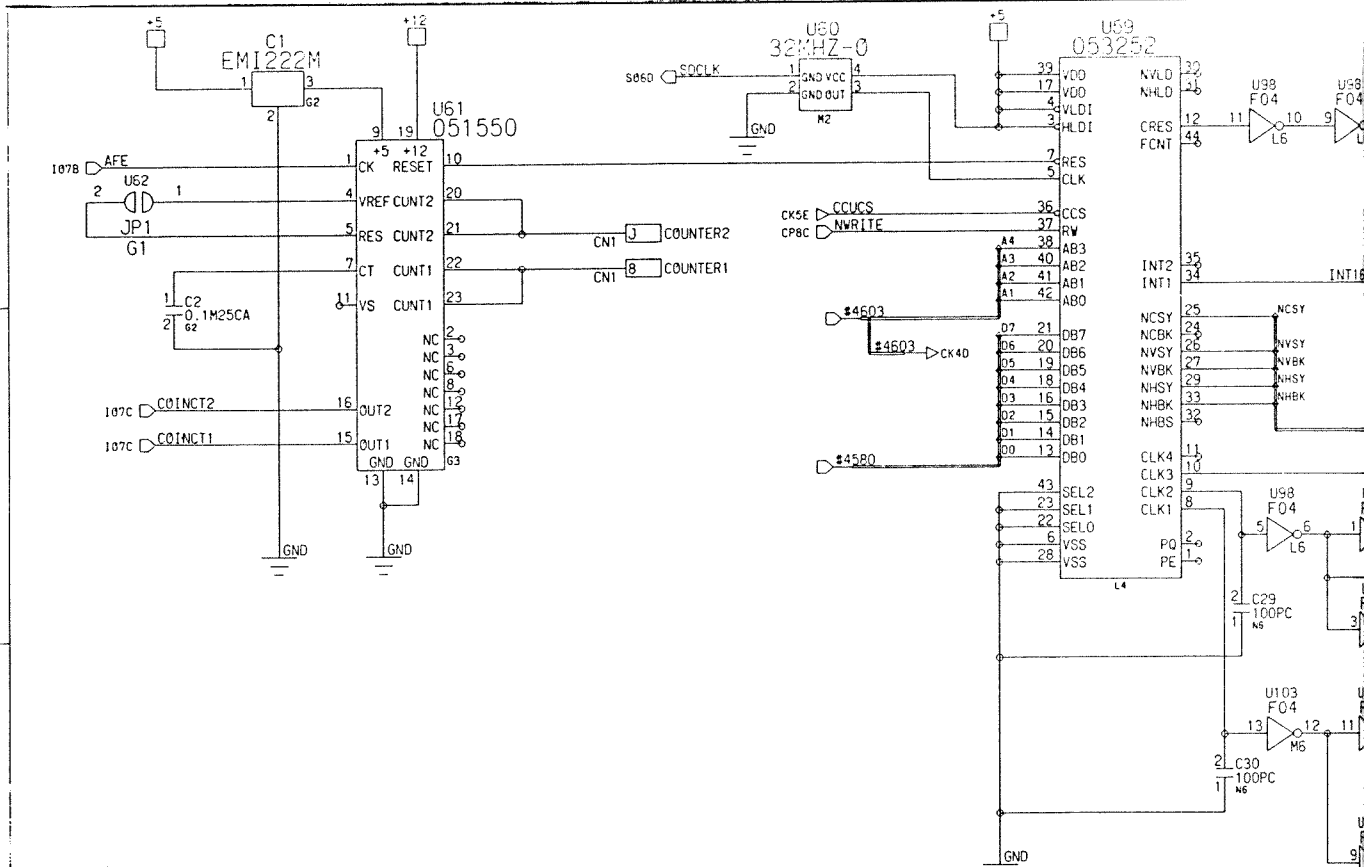 +5
C1
EMI222M
1
3
2
G2
+12
U61
051550
9
19
+5 +12
I07B AFE
1 CK RESET 10
U62
2 1
JP1
G1
4 VREF CUNT2 20
5 RES CUNT2 21
7 CT CUNT1 22
11 VS CUNT1 23
1 C2
0.1M25CA
2 G2
CN1 J COUNTER2
CN1 8 COUNTER1
NC 2
NC 3
NC 6
NC 8
NC 12
NC 17
NC 18
I07C COINCT2 16 OUT2
I07C COINCT1 15 OUT1
GND GND G3
13 14
GND
GND
U60
32MHZ-0
S06D SDCLK
1 GND VCC 4
2 GND OUT 3
M2
GND
+5
U69
053252
39 VDD NVLD 30
17 VDD NHLD 31
4 VLDI
3 HLDI CRES 12
FCNT 44
7 RES
5 CLK
CK5E CCUCS 36 CCS
CP8C NWRITE 37 RW
A4 38 AB3
A3 40 AB2 INT2 35
A2 41 AB1 INT1 34 INT16
A1 42 AB0
#4603
#4603 CK4D
NCSY 25 NCSY
NCBK 24
NVSY 26 NVSY
NVBK 27 NVBK
NHSY 29 NHSY
NHBK 33 NHBK
NHBS 32
D7 21 DB7
D6 20 DB6
D5 19 DB5
D4 18 DB4
D3 16 DB3
D2 15 DB2
D1 14 DB1
D0 13 DB0
#4580
CLK4 11
CLK3 10
CLK2 9
CLK1 8
43 SEL2
23 SEL1
22 SEL0
6 VSS PQ 2
28 VSS PE 1
L4
U98
F04
11 10
L6
U98
F04
9
U98
F04
5 6
L6
1
3
2 C29
100PC
1 N6
U103
F04
13 12
M6
11
2 C30
100PC
1 N6
9
GND